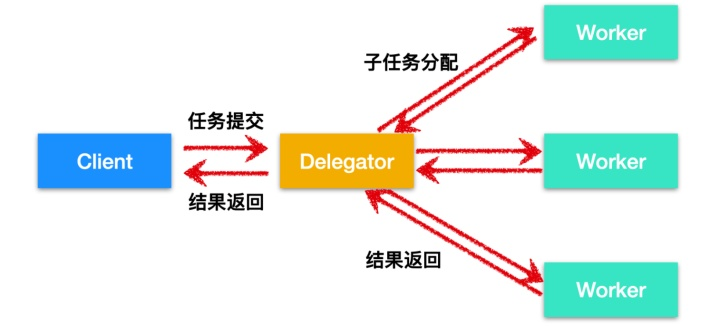 Worker
子任务分配
任务提交
Client
Delegator
Worker
结果返回
结果返回
Worker